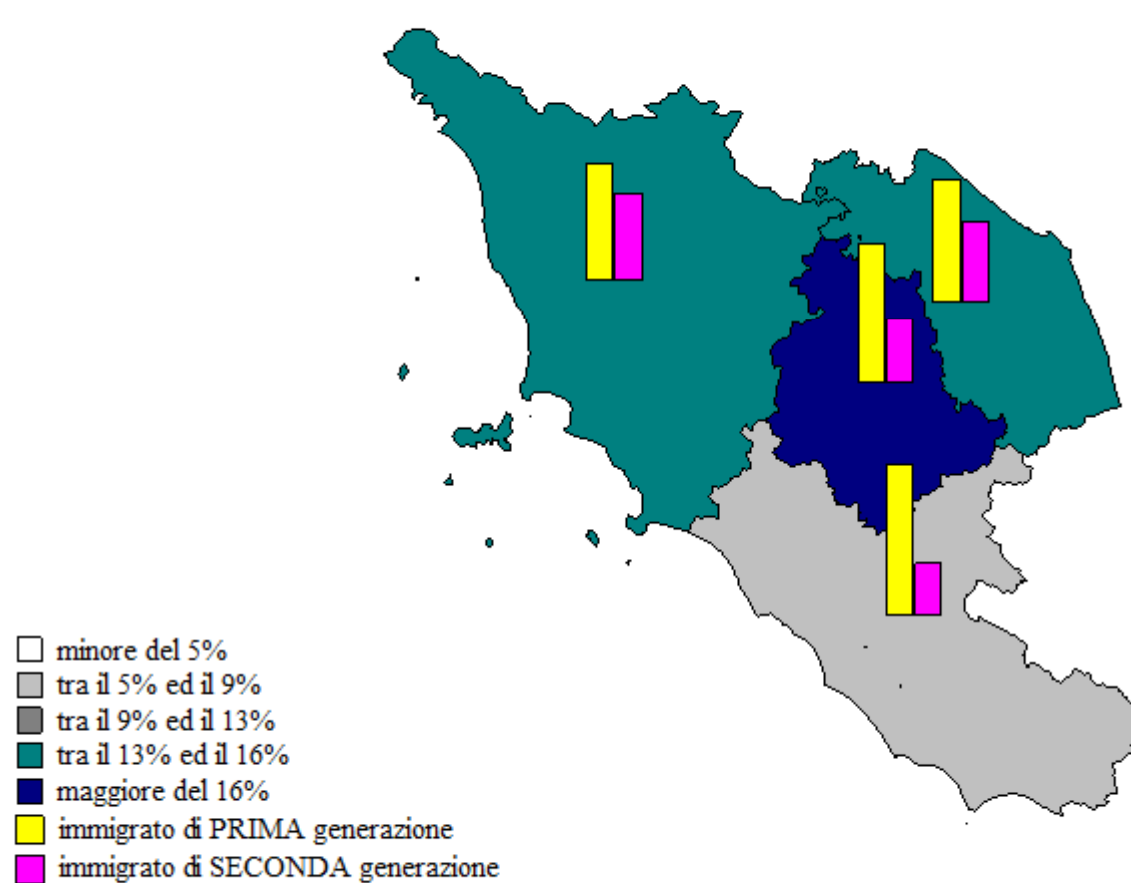 minore del 5%
tra il 5% ed il 9%
tra il 9% ed il 13%
tra il 13% ed il 16%
maggiore del 16%
immigrato di PRIMA generazione
immigrato di SECONDA generazione